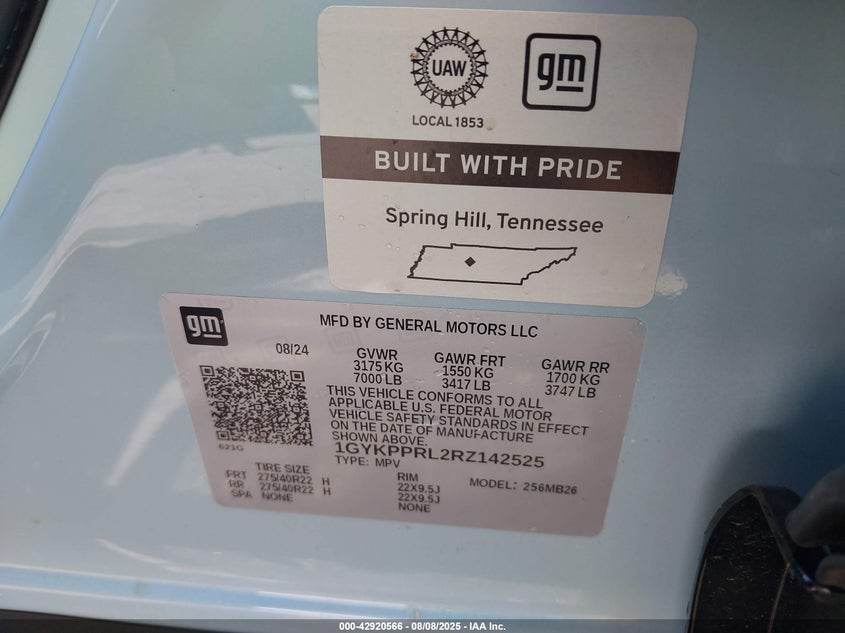 UAW
gm
LOCAL 1853
BUILT WITH PRIDE
Spring Hill, Tennessee
gm
MFD BY GENERAL MOTORS LLC
08/24
GVWR GAWR FRT GAWR RR
3175 KG 1550 KG 1700 KG
7000 LB 3417 LB 3747 LB
THIS VEHICLE CONFORMS TO ALL
APPLICABLE U.S. FEDERAL MOTOR
VEHICLE SAFETY STANDARDS IN EFFECT
ON THE DATE OF MANUFACTURE
SHOWN ABOVE.
621G
1GYKPPRL2RZ142525
TYPE: MPV
MODEL: 256MB26
TIRE SIZE RIM
FRT 275/40R22 H 22X9.5J
RR 275/40R22 H 22X9.5J
SPA NONE NONE
000-42920566 - 08/08/2025 - IAA Inc.